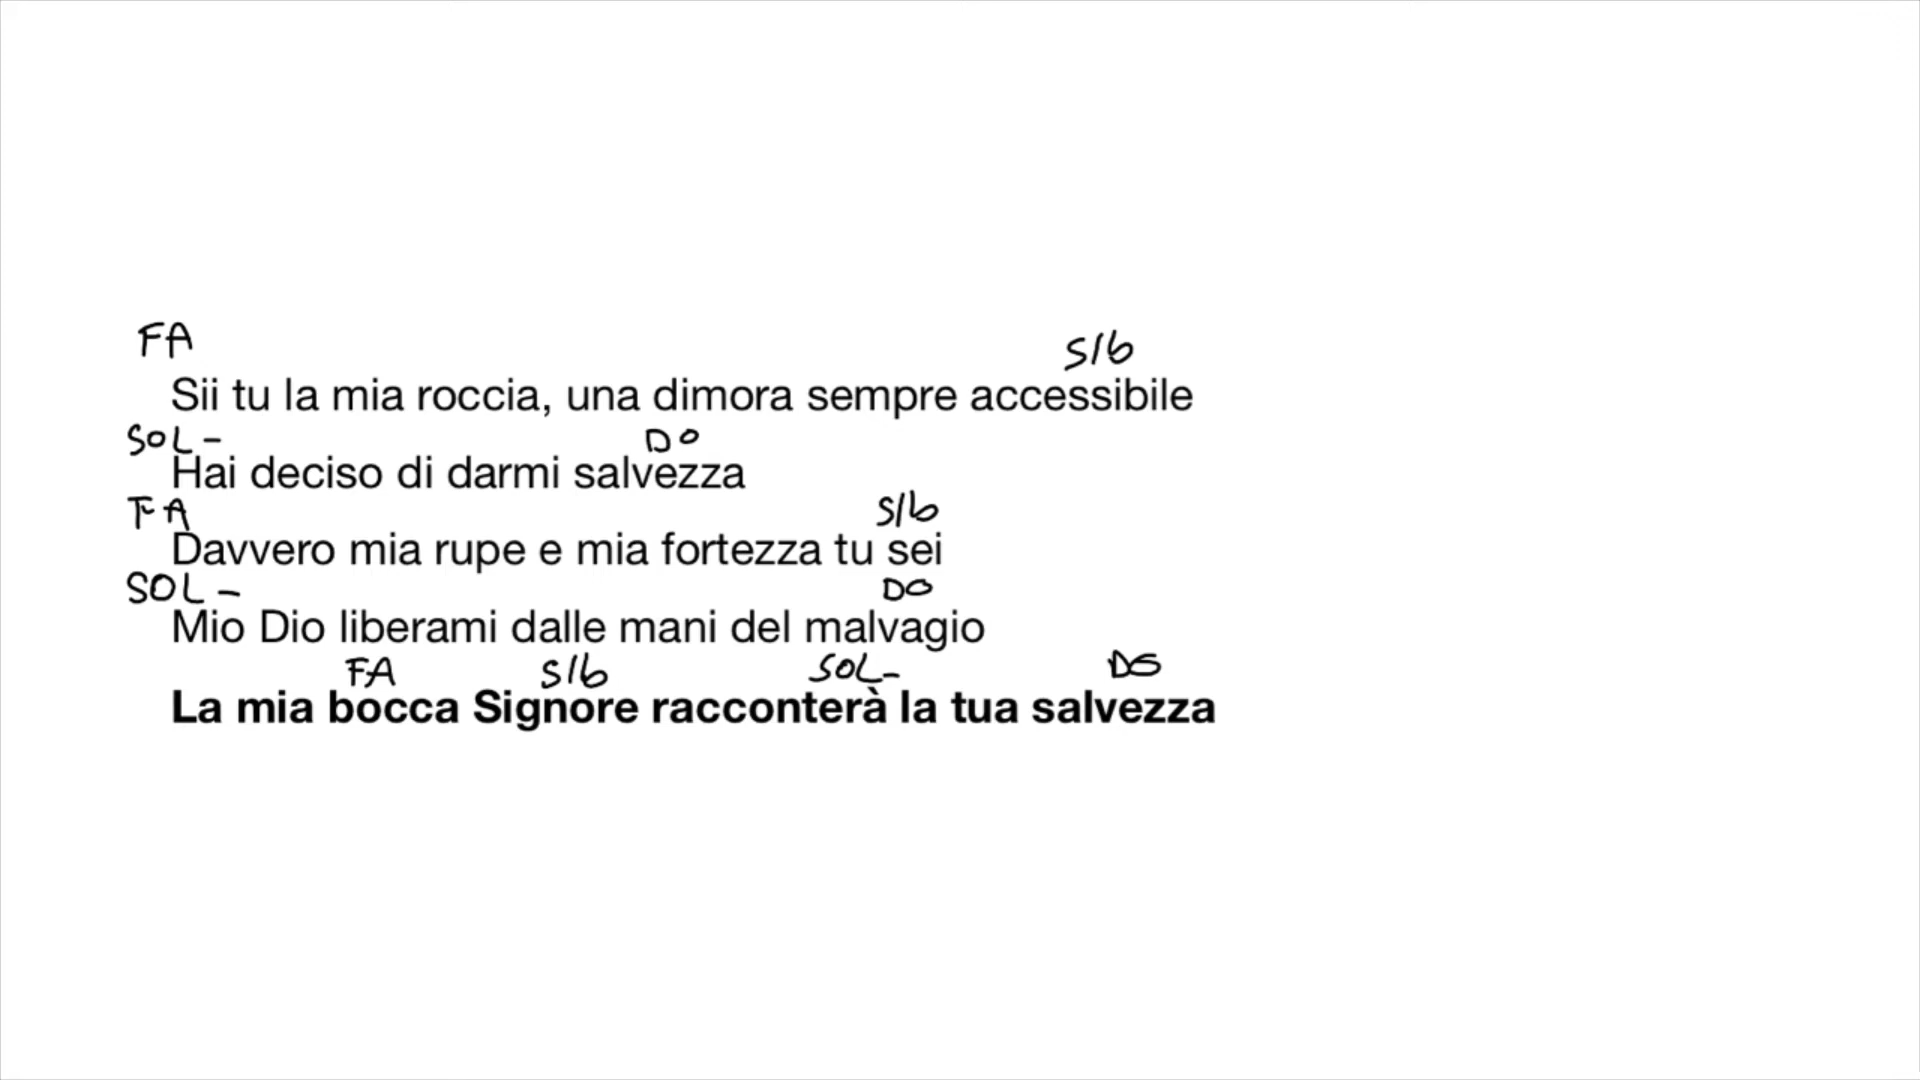 FA SIb
Sii tu la mia roccia, una dimora sempre accessibile
SOL- DO
Hai deciso di darmi salvezza
FA SIb
Davvero mia rupe e mia fortezza tu sei
SOL- DO
Mio Dio liberami dalle mani del malvagio
FA SIb SOL- DO
La mia bocca Signore racconterà la tua salvezza